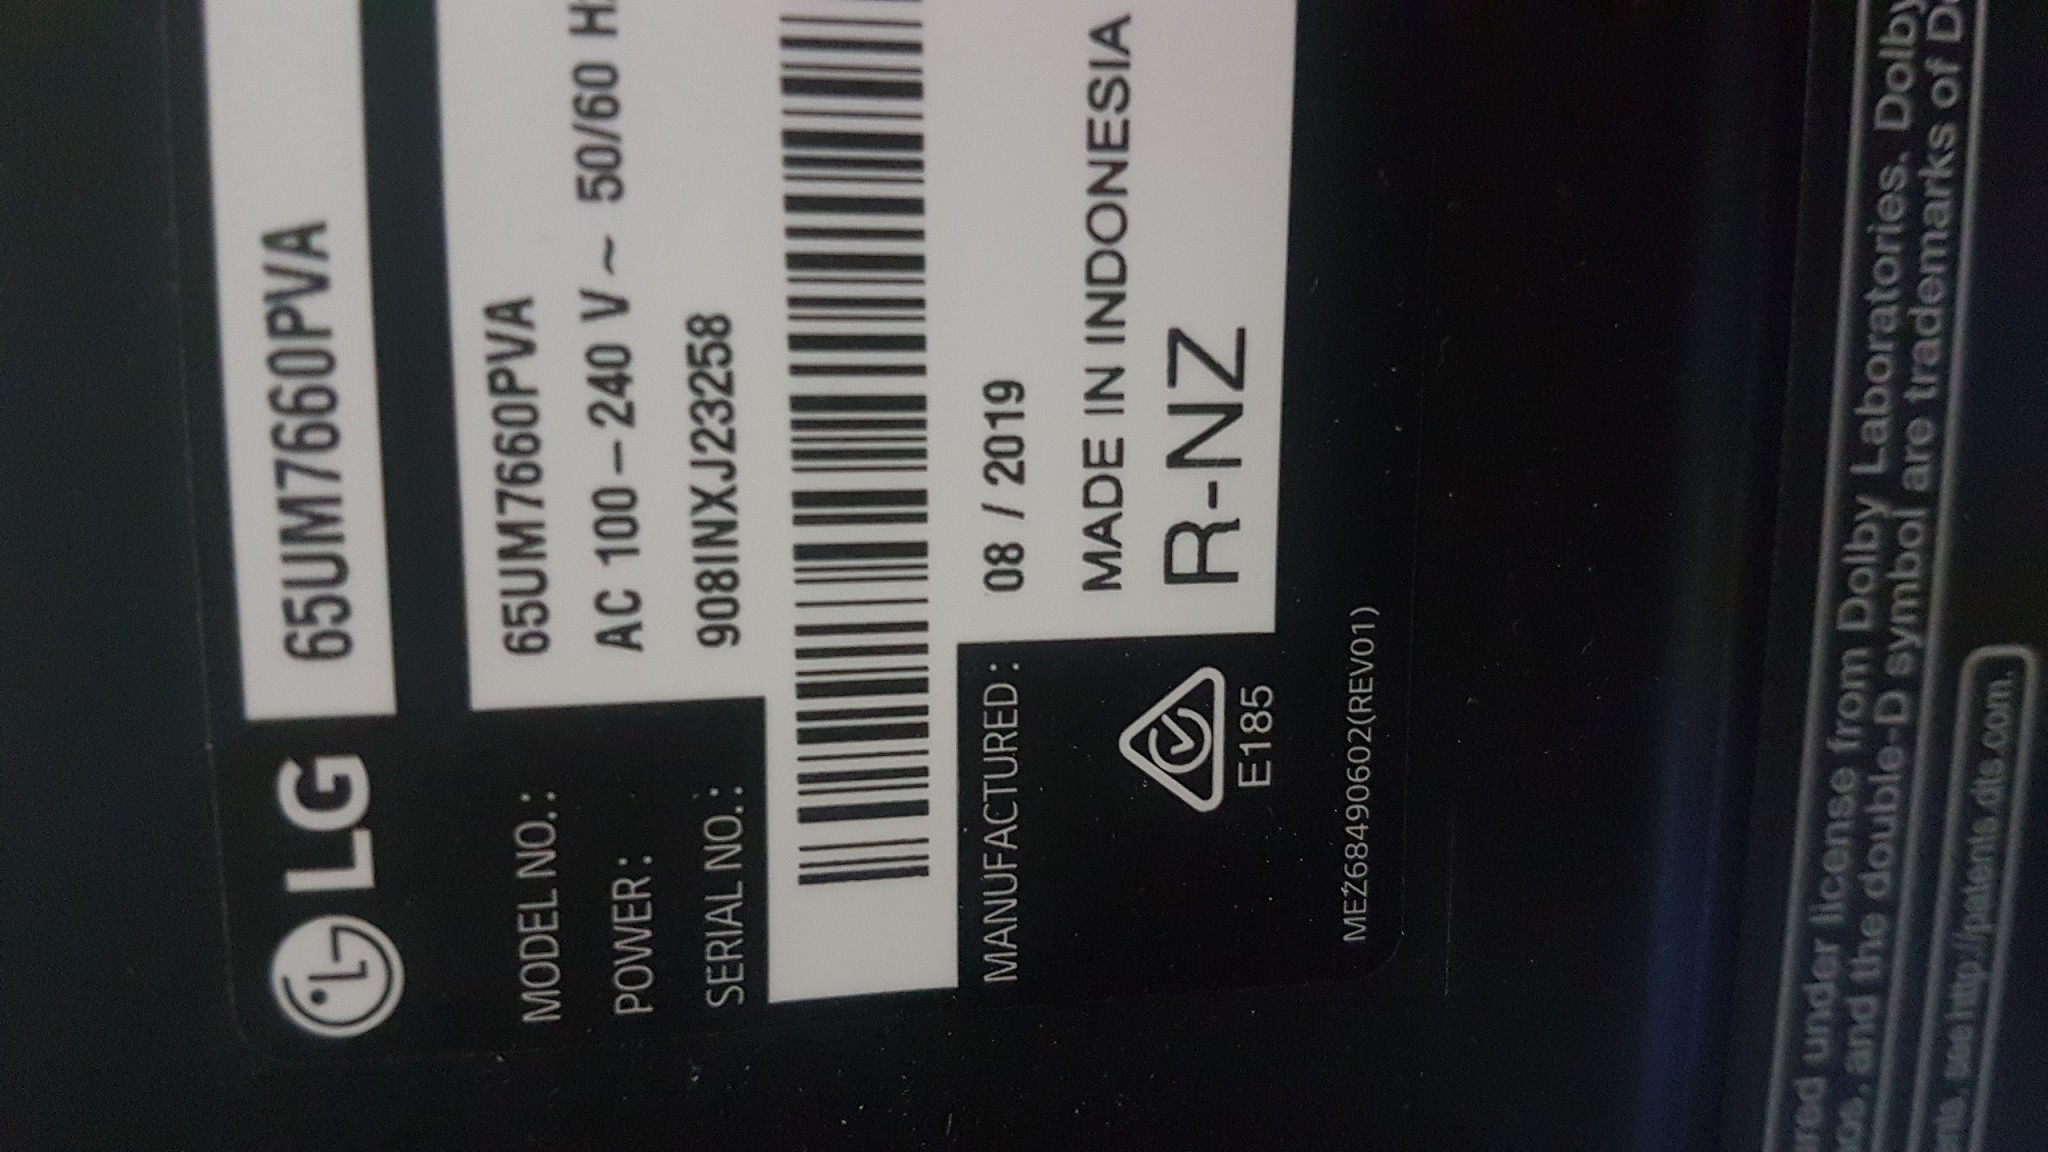 LG 65UM7660PVA
MODEL NO. : 65UM7660PVA
POWER : AC 100-240 V ~ 50/60 H
SERIAL NO. : 908INXJ23258
MANUFACTURED : 08 / 2019
MADE IN INDONESIA
R-NZ
E185
MEZ68490602(REV01)
under license from Dolby Laboratories. Dolby
and the double-D symbol are trademarks of
see http://patents.dts.com.